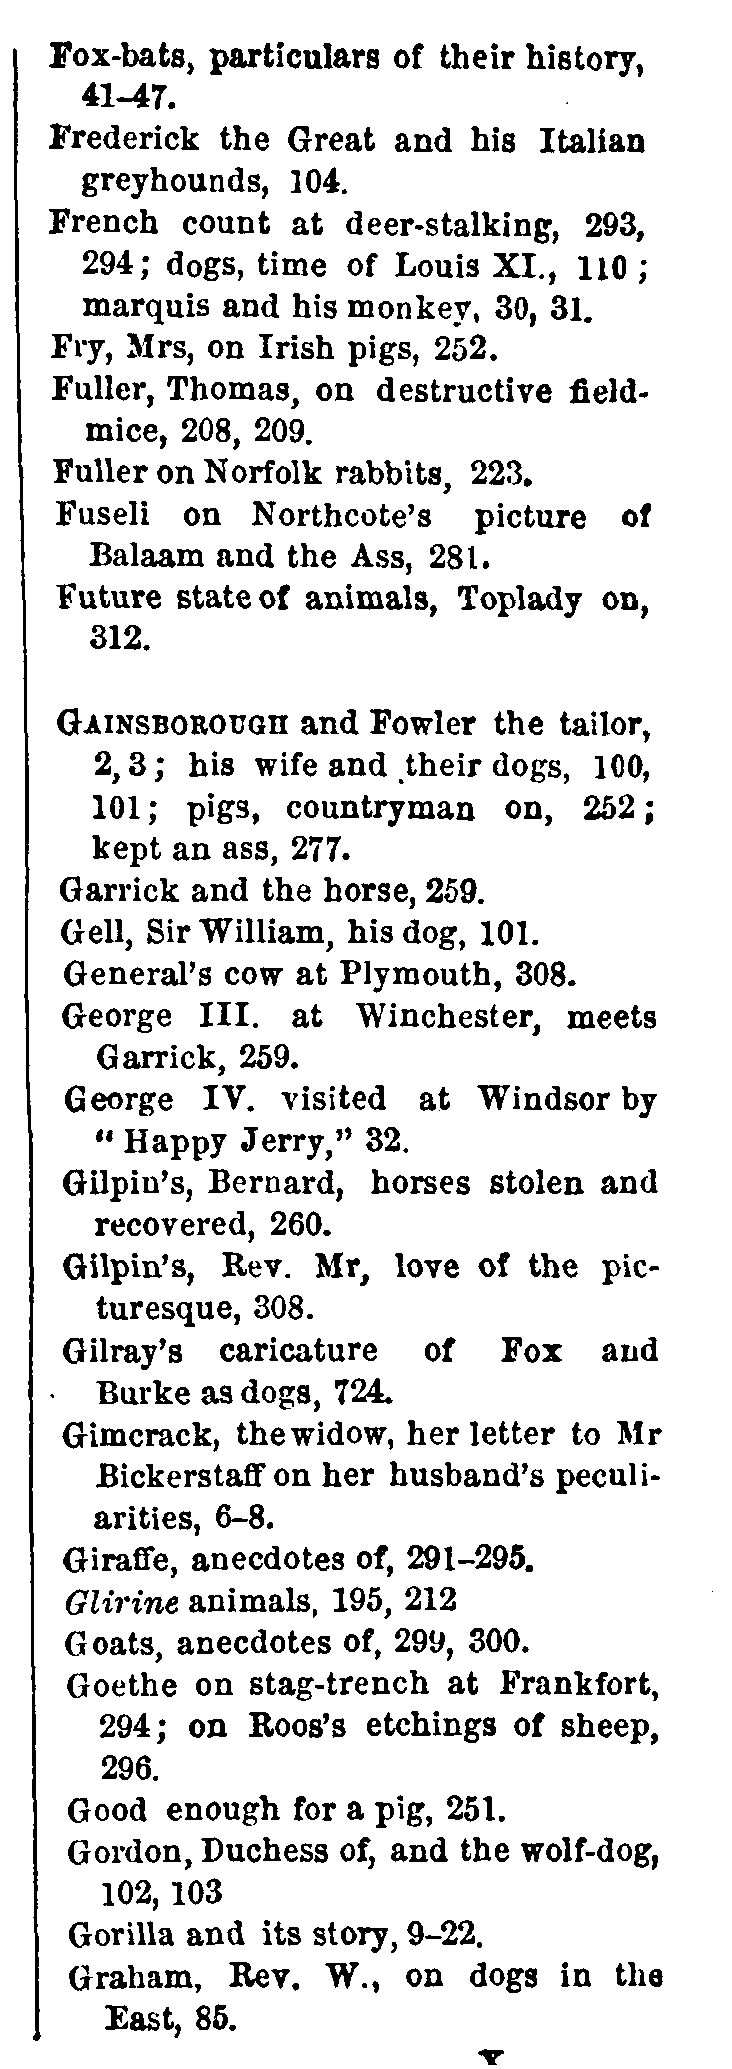 Fox-bats, particulars of their history,
41–47.
Frederick the Great and his Italian
greyhounds, 104.
French count at deer-stalking, 293,
294; dogs, time of Louis XI., 110;
marquis and his monkey, 30, 31.
Fry, Mrs, on Irish pigs, 252.
Fuller, Thomas, on destructive field-
mice, 208, 209.
Fuller on Norfolk rabbits, 223.
Fuseli on Northcote's picture of
Balaam and the Ass, 281.
Future state of animals, Toplady on,
312.
GAINSBOROUGH and Fowler the tailor,
2, 3; his wife and their dogs, 100,
101; pigs, countryman on, 252;
kept an ass, 277.
Garrick and the horse, 259.
Gell, Sir William, his dog, 101.
General's cow at Plymouth, 308.
George III. at Winchester, meets
Garrick, 259.
George IV. visited at Windsor by
“ Happy Jerry,” 32.
Gilpin's, Bernard, horses stolen and
recovered, 260.
Gilpin's, Rev. Mr, love of the pic-
turesque, 308.
Gilray's caricature of Fox and
Burke as dogs, 724.
Gimcrack, the widow, her letter to Mr
Bickerstaff on her husband's peculi-
arities, 6–8.
Giraffe, anecdotes of, 291–295.
Glirine animals, 195, 212
Goats, anecdotes of, 299, 300.
Goethe on stag-trench at Frankfort,
294; on Roos's etchings of sheep,
296.
Good enough for a pig, 251.
Gordon, Duchess of, and the wolf-dog,
102, 103
Gorilla and its story, 9–22.
Graham, Rev. W., on dogs in the
East, 85.
X